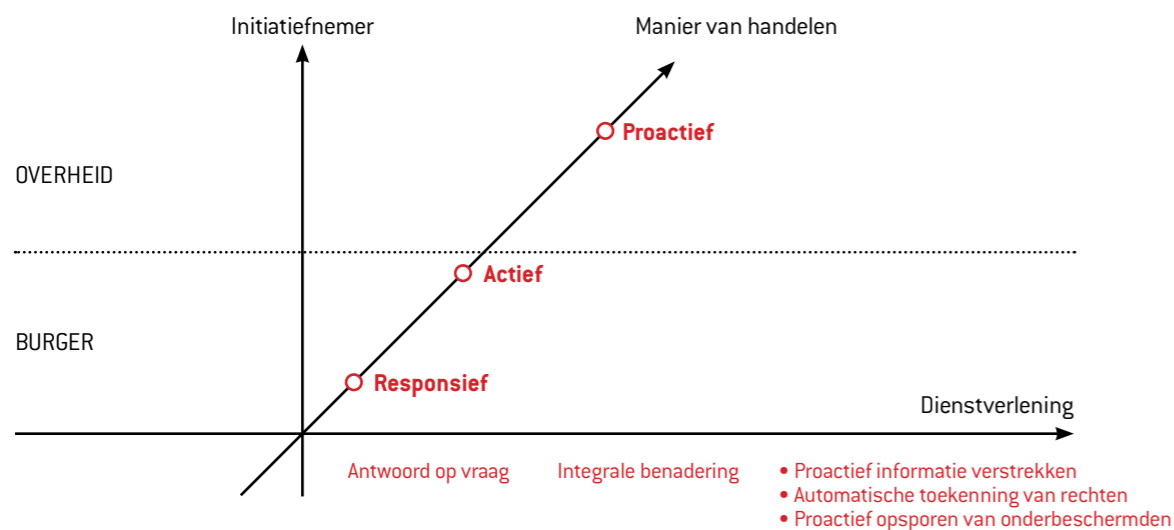 Initiatiefnemer
Manier van handelen
Proactief
OVERHEID
Actief
BURGER
Responsief
Dienstverlening
Antwoord op vraag
Integrale benadering
• Proactief informatie verstrekken
• Automatische toekenning van rechten
• Proactief opsporen van onderbeschermden